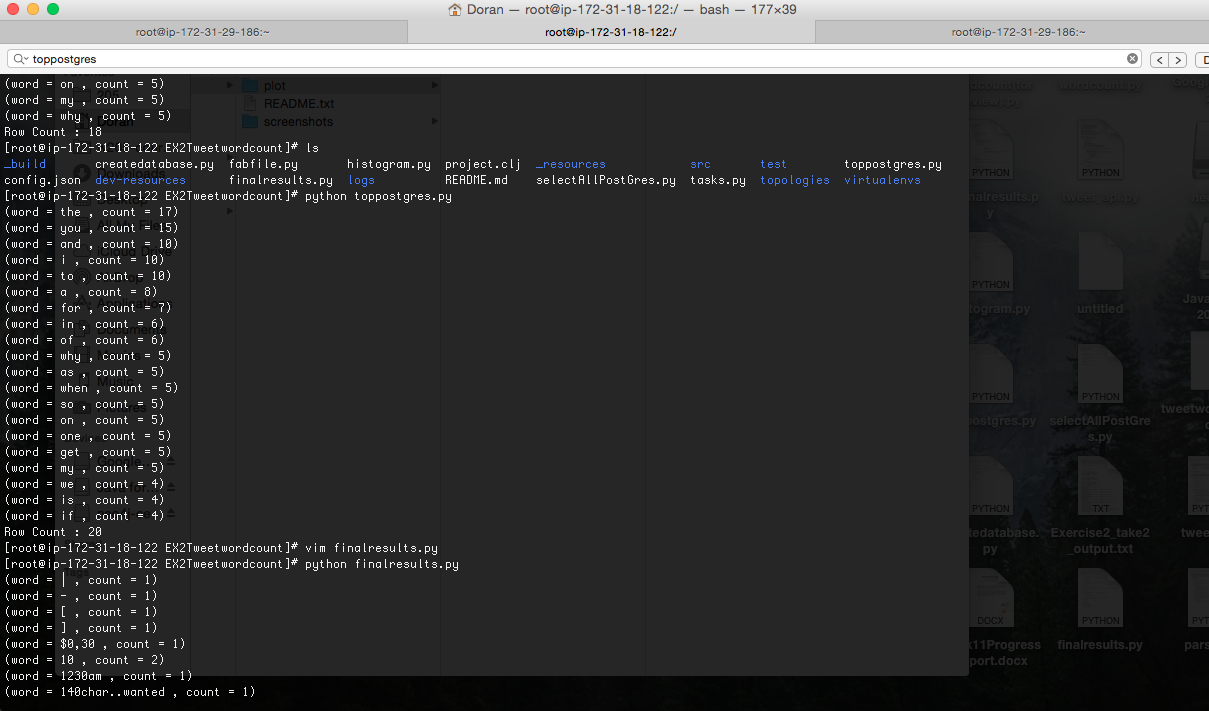 Doran — root@ip-172-31-18-122:/ — bash — 177×39
root@ip-172-31-29-186:~ root@ip-172-31-18-122:/ root@ip-172-31-29-186:~
toppostgres
(word = on , count = 5)
(word = my , count = 5)
(word = why , count = 5)
Row Count : 18
[root@ip-172-31-18-122 EX2Tweetwordcount]# ls
_build createdatabase.py fabfile.py histogram.py project.clj _resources src test toppostgres.py
config.json dev-resources finalresults.py logs README.md selectAllPostGres.py tasks.py topologies virtualenvs
[root@ip-172-31-18-122 EX2Tweetwordcount]# python toppostgres.py
(word = the , count = 17)
(word = you , count = 15)
(word = and , count = 10)
(word = i , count = 10)
(word = to , count = 10)
(word = a , count = 8)
(word = for , count = 7)
(word = in , count = 6)
(word = of , count = 6)
(word = why , count = 5)
(word = as , count = 5)
(word = when , count = 5)
(word = so , count = 5)
(word = on , count = 5)
(word = one , count = 5)
(word = get , count = 5)
(word = my , count = 5)
(word = we , count = 4)
(word = is , count = 4)
(word = if , count = 4)
Row Count : 20
[root@ip-172-31-18-122 EX2Tweetwordcount]# vim finalresults.py
[root@ip-172-31-18-122 EX2Tweetwordcount]# python finalresults.py
(word = | , count = 1)
(word = - , count = 1)
(word = [ , count = 1)
(word = ] , count = 1)
(word = $0,30 , count = 1)
(word = 10 , count = 2)
(word = 1230am , count = 1)
(word = 140char..wanted , count = 1)
plot
README.txt
screenshots
PYTHON
PYTHON
tweet_api.py
PYTHON
togram.py
untitled
PYTHON
PYTHON
postgres.py
selectAllPostGre
s.py
PYTHON
TXT
tedatabase.
py
Exercise2_take2
_output.txt
DOCX
PYTHON
k11Progress
port.docx
finalresults.py